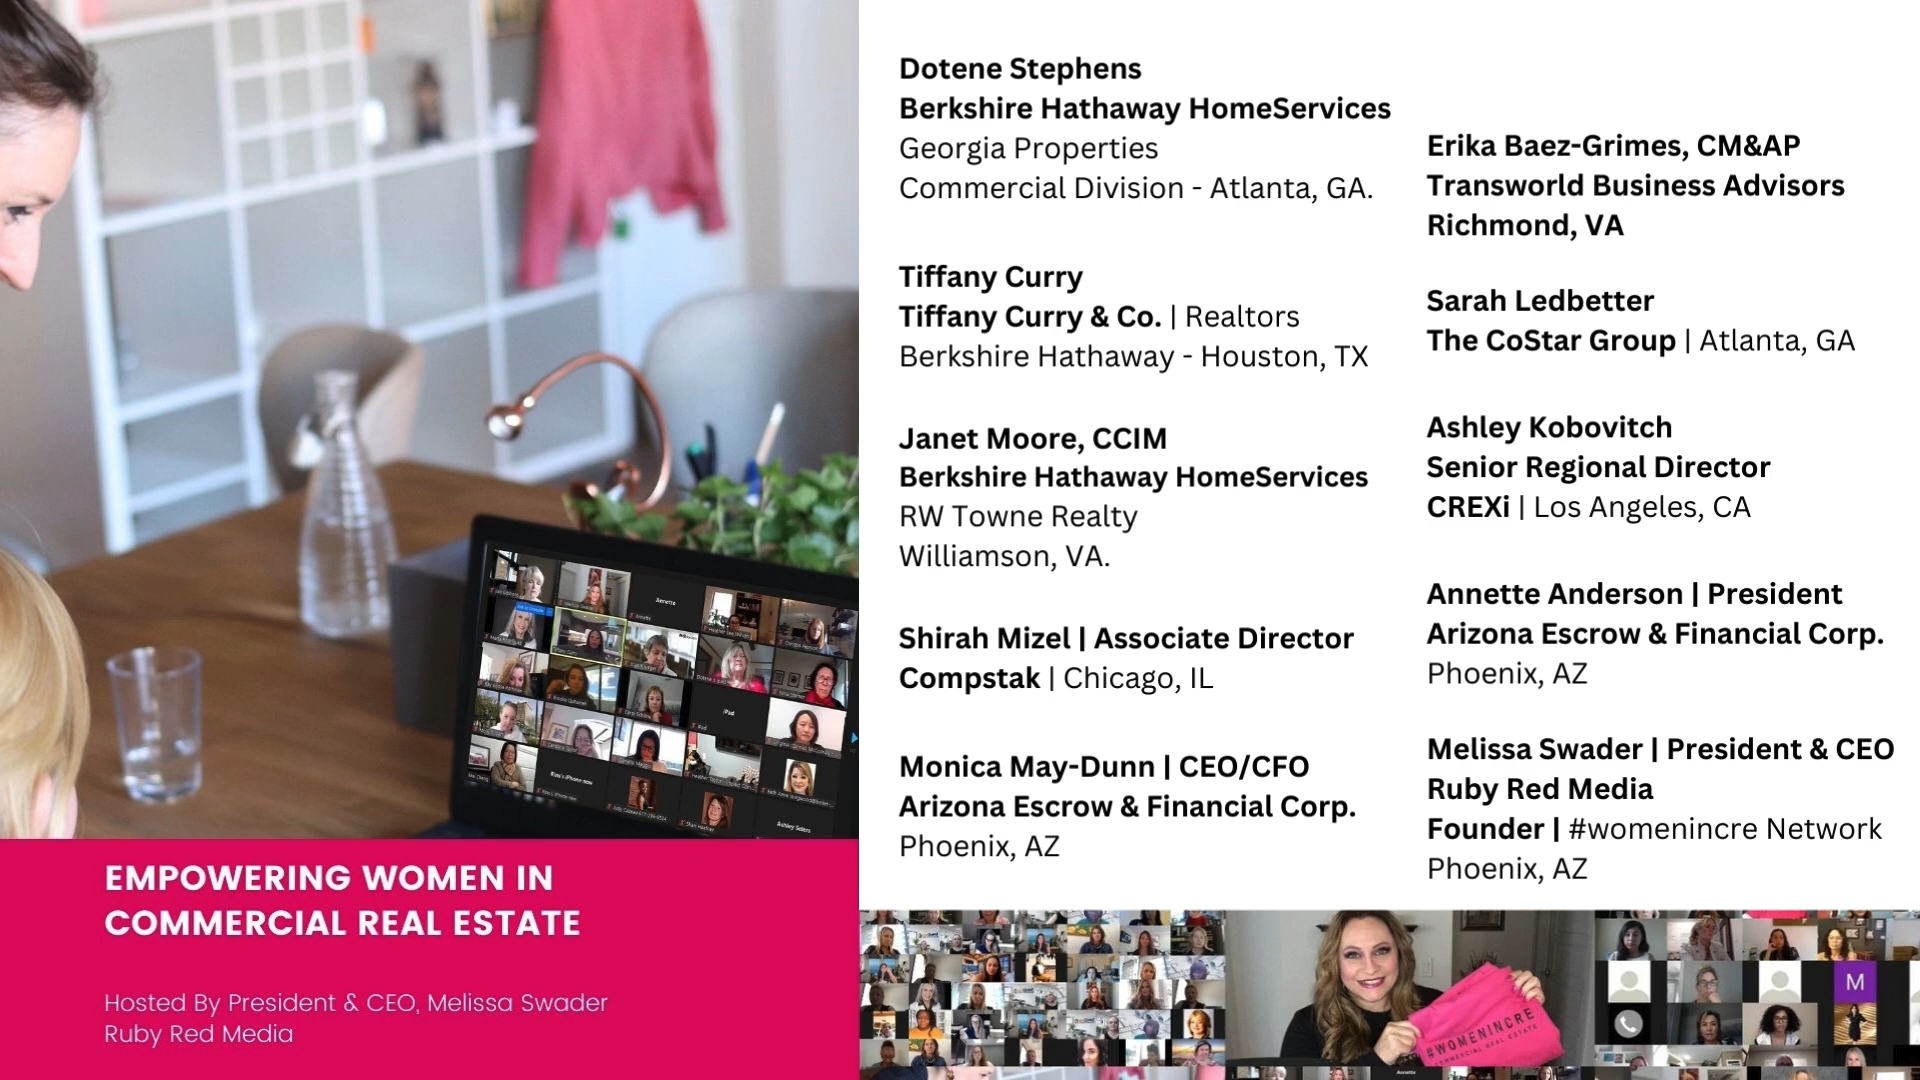 Dotene Stephens
Berkshire Hathaway HomeServices
Georgia Properties
Commercial Division - Atlanta, GA.
Tiffany Curry
Tiffany Curry & Co. | Realtors
Berkshire Hathaway - Houston, TX
Janet Moore, CCIM
Berkshire Hathaway HomeServices
RW Towne Realty
Williamson, VA.
Shirah Mizel | Associate Director
Compstak | Chicago, IL
Monica May-Dunn | CEO/CFO
Arizona Escrow & Financial Corp.
Phoenix, AZ
Erika Baez-Grimes, CM&AP
Transworld Business Advisors
Richmond, VA
Sarah Ledbetter
The CoStar Group | Atlanta, GA
Ashley Kobovitch
Senior Regional Director
CREXi | Los Angeles, CA
Annette Anderson | President
Arizona Escrow & Financial Corp.
Phoenix, AZ
Melissa Swader | President & CEO
Ruby Red Media
Founder | #womenincre Network
Phoenix, AZ
EMPOWERING WOMEN IN
COMMERCIAL REAL ESTATE
Hosted By President & CEO, Melissa Swader
Ruby Red Media
Annette
iPad
#WOMENINCRE
COMMERCIAL REAL ESTATE
M